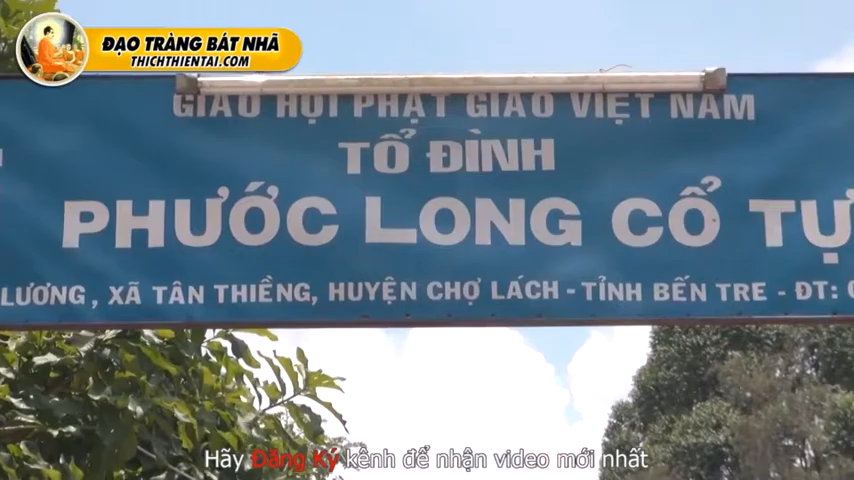 ĐẠO TRÀNG BÁT NHÃ
THICHTHIENTAI.COM
GIÁO HỘI PHẬT GIÁO VIỆT NAM
TỔ ĐÌNH
PHƯỚC LONG CỔ TỰ
LƯƠNG, XÃ TÂN THIỀNG, HUYỆN CHỢ LÁCH - TỈNH BẾN TRE - ĐT:
Hãy Đăng Ký kênh để nhận video mới nhất